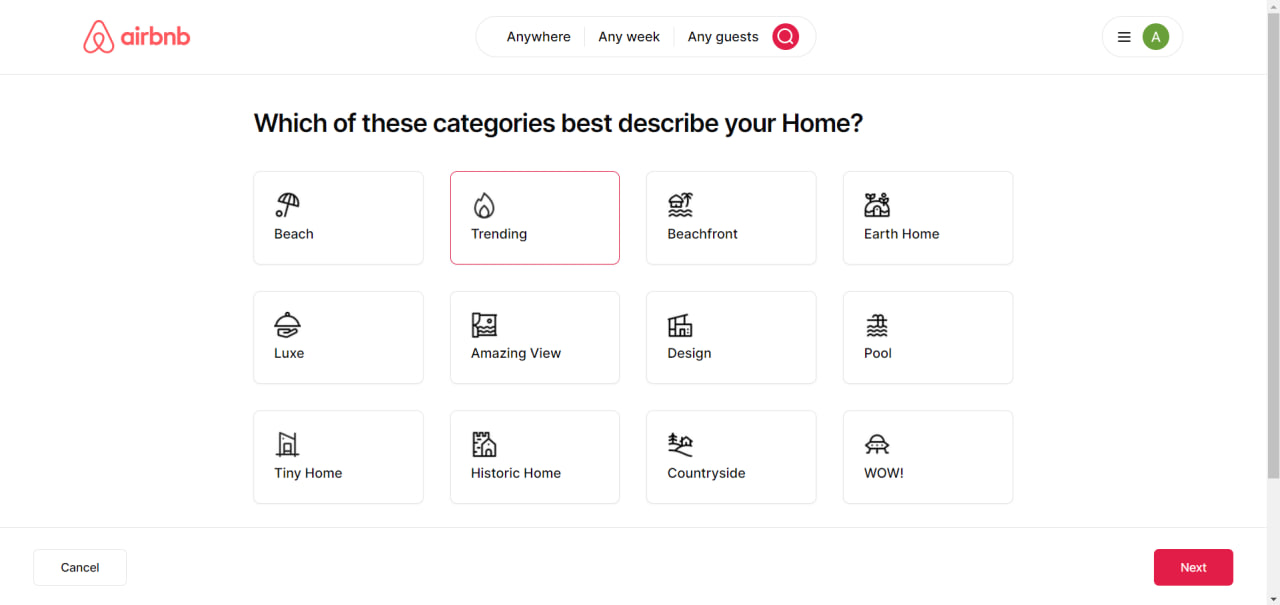 airbnb
Anywhere Any week Any guests
A
Which of these categories best describe your Home?
Beach Trending Beachfront Earth Home
Luxe Amazing View Design Pool
Tiny Home Historic Home Countryside WOW!
Cancel Next